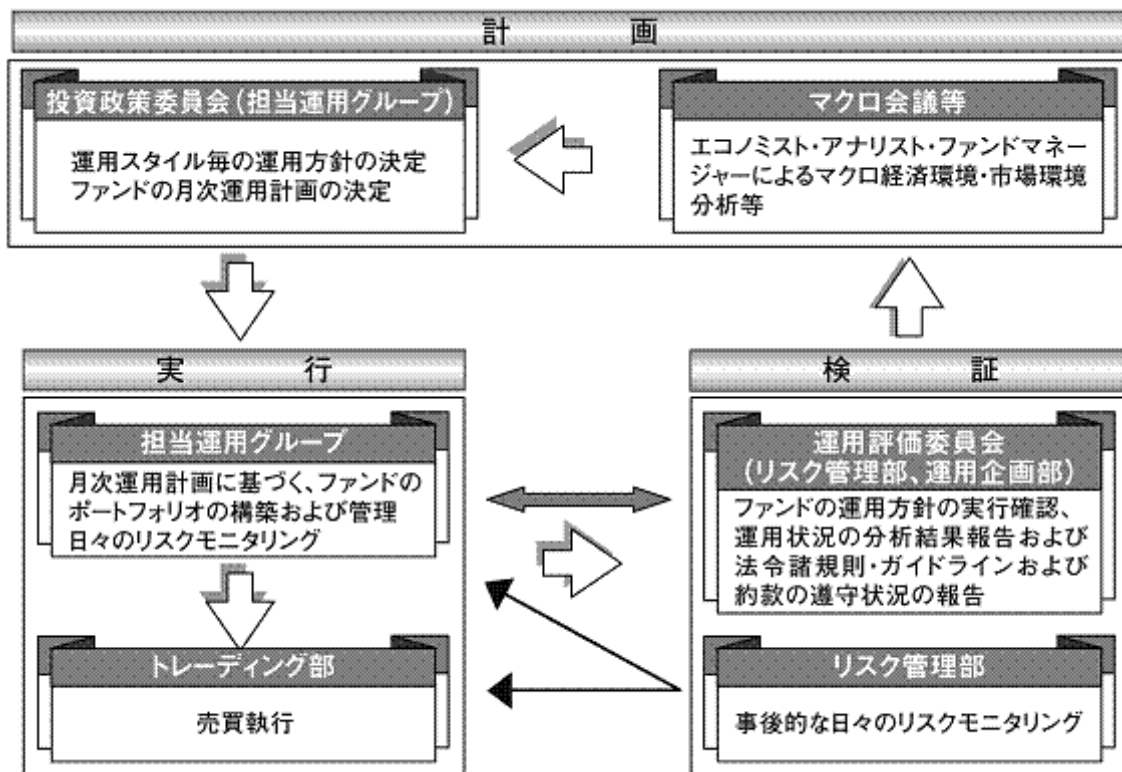 計画
投資政策委員会(担当運用グループ)
運用スタイル毎の運用方針の決定
ファンドの月次運用計画の決定
マクロ会議等
エコノミスト・アナリスト・ファンドマネー
ジャーによるマクロ経済環境・市場環境
分析等
実行
担当運用グループ
月次運用計画に基づく、ファンドの
ポートフォリオの構築および管理
日々のリスクモニタリング
トレーディング部
売買執行
検証
運用評価委員会
(リスク管理部、運用企画部)
ファンドの運用方針の実行確認、
運用状況の分析結果報告および
法令諸規則・ガイドラインおよび
約款の遵守状況の報告
リスク管理部
事後的な日々のリスクモニタリング